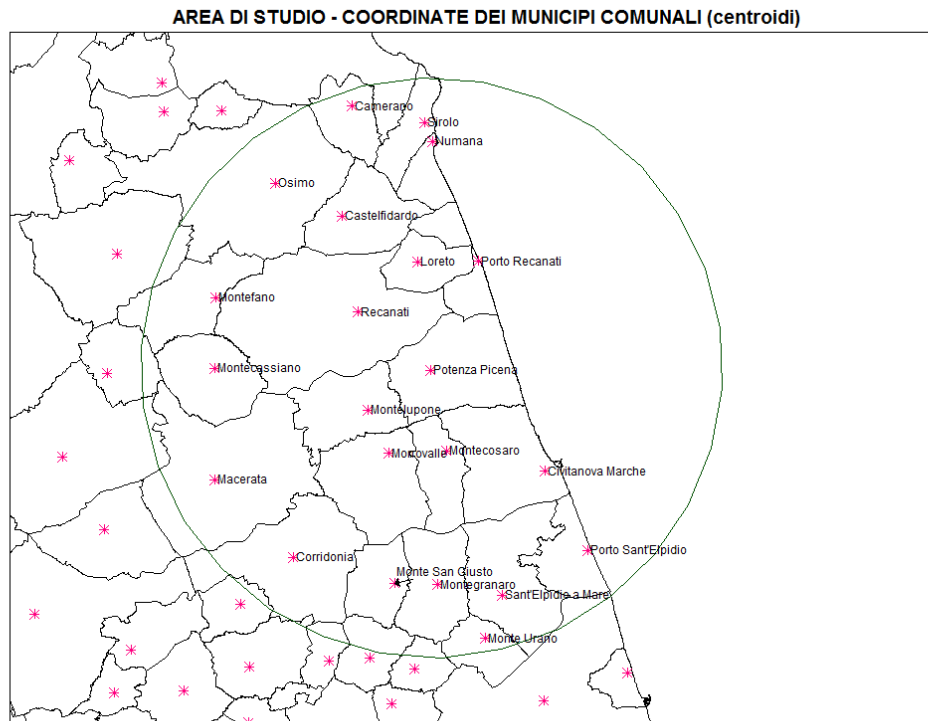 AREA DI STUDIO - COORDINATE DEI MUNICIPI COMUNALI (centroidi)
Camerano
Sirolo
Numana
Osimo
Castelfidardo
Loreto
Porto Recanati
Montefano
Recanati
Montecassiano
Potenza Picena
Montelupone
Morrovalle
Montecosaro
Civitanova Marche
Macerata
Corridonia
Porto Sant'Elpidio
Monte San Giusto
Montegranaro
Sant'Elpidio a Mare
Monte Urano